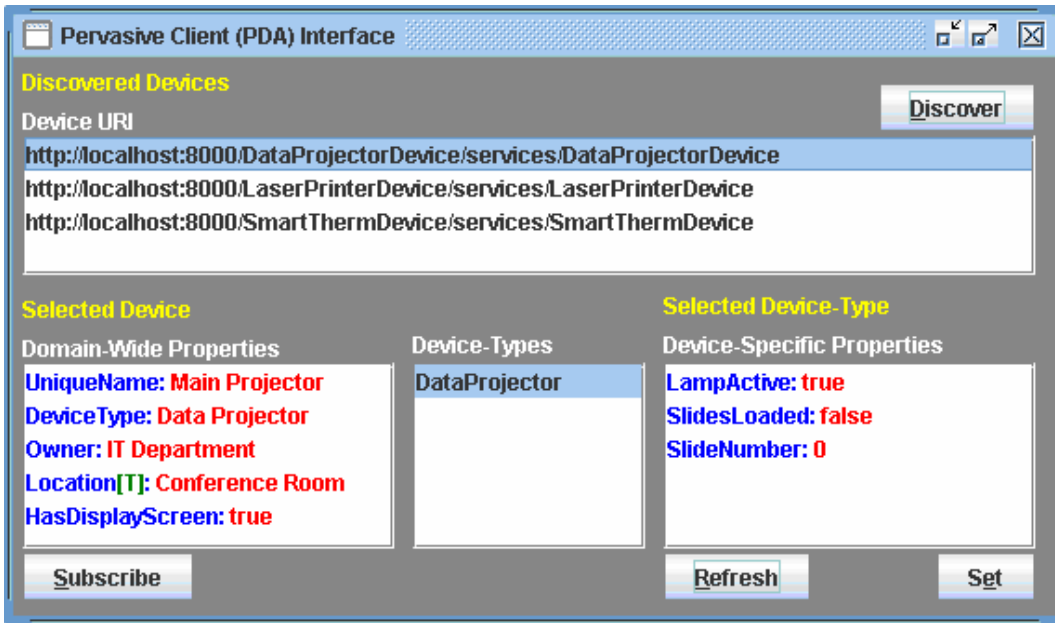 Pervasive Client (PDA) Interface
Discovered Devices
Discover
Device URI
http://localhost:8000/DataProjectorDevice/services/DataProjectorDevice
http://localhost:8000/LaserPrinterDevice/services/LaserPrinterDevice
http://localhost:8000/SmartThermDevice/services/SmartThermDevice
Selected Device
Domain-Wide Properties
UniqueName: Main Projector
DeviceType: Data Projector
Owner: IT Department
Location[T]: Conference Room
HasDisplayScreen: true
Subscribe
Device-Types
DataProjector
Selected Device-Type
Device-Specific Properties
LampActive: true
SlidesLoaded: false
SlideNumber: 0
Refresh
Set